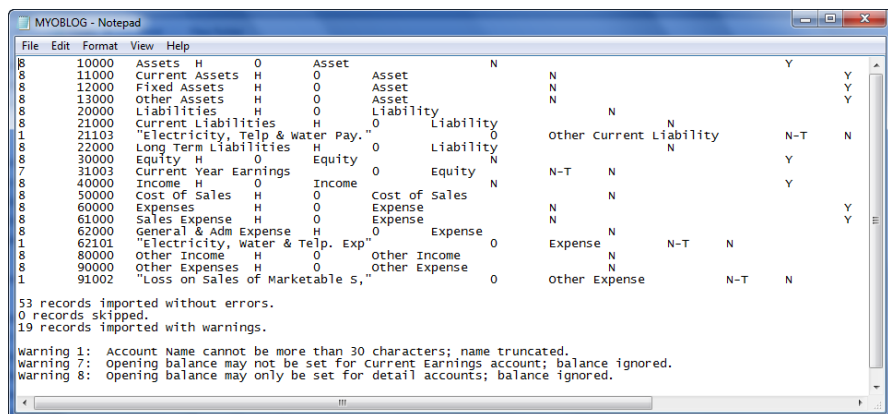 MYOBLOG - Notepad
File Edit Format View Help
8 10000 Assets H 0 Asset N Y
8 11000 Current Assets H 0 Asset N Y
8 12000 Fixed Assets H 0 Asset N Y
8 13000 Other Assets H 0 Asset N Y
8 20000 Liabilities H 0 Liability N
8 21000 Current Liabilities H 0 Liability N
1 21103 "Electricity, Telp & Water Pay." 0 Other Current Liability N-T N
8 22000 Long Term Liabilities H 0 Liability N
8 30000 Equity H 0 Equity N Y
7 31003 Current Year Earnings 0 Equity N-T N
8 40000 Income H 0 Income N Y
8 50000 Cost Of Sales H 0 Cost of Sales N
8 60000 Expenses H 0 Expense N Y
8 61000 Sales Expense H 0 Expense N Y
8 62000 General & Adm Expense H 0 Expense N
1 62101 "Electricity, Water & Telp. Exp" 0 Expense N-T N
8 80000 Other Income H 0 Other Income N
8 90000 Other Expenses H 0 Other Expense N
1 91002 "Loss on Sales of Marketable S," 0 Other Expense N-T N
53 records imported without errors.
0 records skipped.
19 records imported with warnings.
Warning 1: Account Name cannot be more than 30 characters; name truncated.
Warning 7: Opening balance may not be set for Current Earnings account; balance ignored.
Warning 8: Opening balance may only be set for detail accounts; balance ignored.